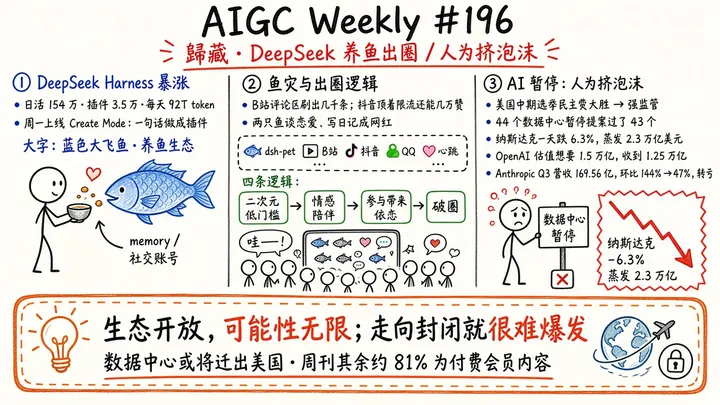 AIGC Weekly #196
歸藏·DeepSeek 养鱼出圈 / 人为挤泡沫
① DeepSeek Harness 暴涨
• 日活 154 万·插件 3.5 万·每天 92T token
• 周一上线 Create Mode：一句话做成插件
大字：蓝色大飞鱼·养鱼生态
memory /
社交账号
② 鱼灾与出圈逻辑
• B站评论区刷出几千条；抖音顶着限流还能几万赞
• 两只鱼谈恋爱、写日记成网红
dsh-pet B站 抖音 QQ 心跳
四条逻辑：
二次元
低门槛
情感
陪伴
参与带来
依恋
破圈
哇——！
③ AI 暂停：人为挤泡沫
• 美国中期选举民主党大胜 → 强监管
• 44 个数据中心暂停提案过了 43 个
• 纳斯达克一天跌 6.3%，蒸发 2.3 万亿美元
• OpenAI 估值想要 1.5 万亿，收到 1.25 万亿
• Anthropic Q3 营收 169.56 亿，环比 144%→47%，转亏
数据中心
暂停
纳斯达克
-6.3%
蒸发 2.3 万亿
生态开放，可能性无限；走向封闭就很难爆发
数据中心或将迁出美国·周刊其余约 81% 为付费会员内容